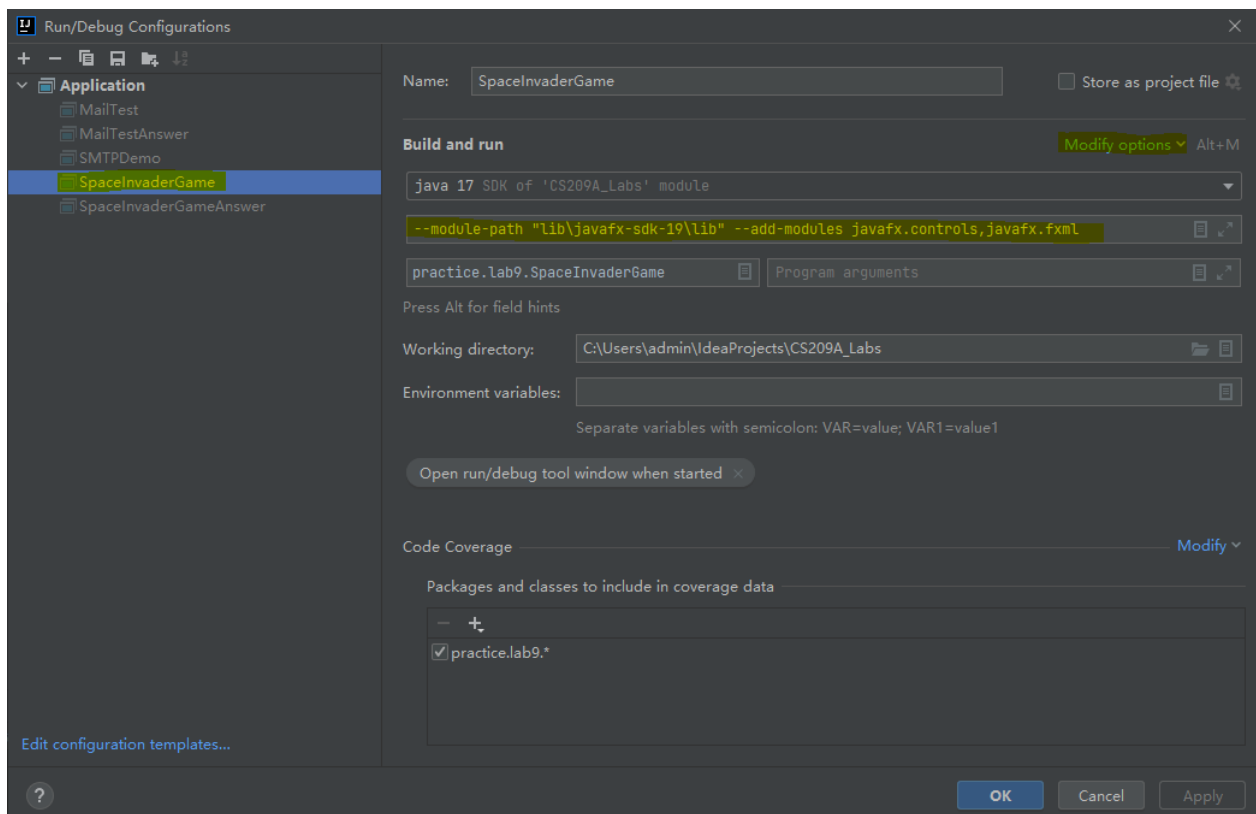 IJ Run/Debug Configurations
Application
MailTest
MailTestAnswer
SMTPDemo
SpaceInvaderGame
SpaceInvaderGameAnswer
Edit configuration templates...
?
Name: SpaceInvaderGame Store as project file
Build and run Modify options Alt+M
java 17 SDK of 'CS209A_Labs' module
--module-path "lib\javafx-sdk-19\lib" --add-modules javafx.controls,javafx.fxml
practice.lab9.SpaceInvaderGame Program arguments
Press Alt for field hints
Working directory: C:\Users\admin\IdeaProjects\CS209A_Labs
Environment variables:
Separate variables with semicolon: VAR=value; VAR1=value1
Open run/debug tool window when started ×
Code Coverage Modify
Packages and classes to include in coverage data
practice.lab9.*
OK Cancel Apply